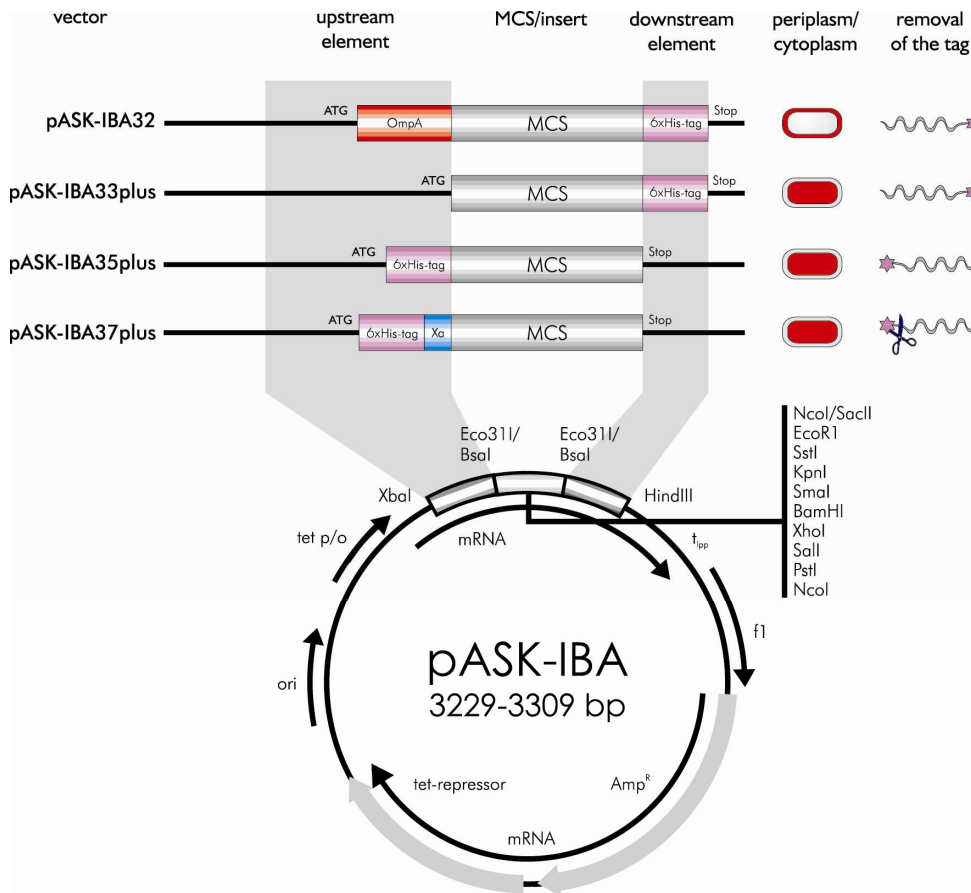 vector
upstream
element
MCS/insert
downstream
element
periplasm/
cytoplasm
removal
of the tag
pASK-IBA32
ATG
OmpA
MCS
6xHis-tag
Stop
pASK-IBA33plus
ATG
MCS
6xHis-tag
Stop
pASK-IBA35plus
ATG
6xHis-tag
MCS
Stop
pASK-IBA37plus
ATG
6xHis-tag
Xa
MCS
Stop
Eco31I/
BsaI
Eco31I/
BsaI
NcoI/SacII
EcoR1
SstI
KpnI
SmaI
BamHI
XhoI
SalI
PstI
NcoI
XbaI
HindIII
tet p/o
mRNA
tlpp
f1
ori
pASK-IBA
3229-3309 bp
tet-repressor
AmpR
mRNA